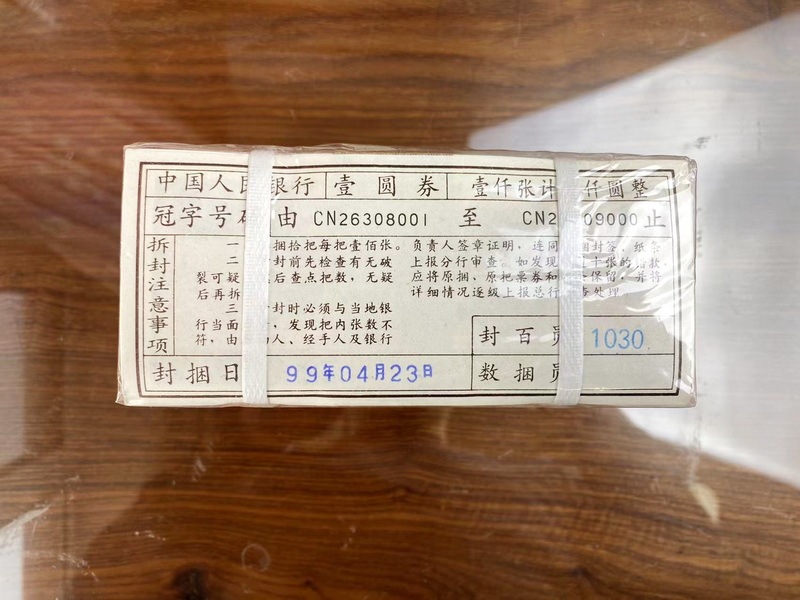 中国人民 银行 壹圆券 壹仟张计 仟圆整
冠字号 由 CN26308001 至 CN2 09000 止
拆封注意事项
一 捆拾把每把壹佰张。
二 封前先检查有无破
裂可疑 后查点把数，无疑
后再拆
三 封时必须与当地银
行当面 ，发现把内张数不
符，由 人、经手人及银行
负责人签章证明，连同 封签、纸条
上报分行审查。如发现 十张的 款
应将原捆、原把票券和 保留，并将
详细情况逐级上报总行 查处理。
封百员 1030
封捆日 99年04月23日
数捆员